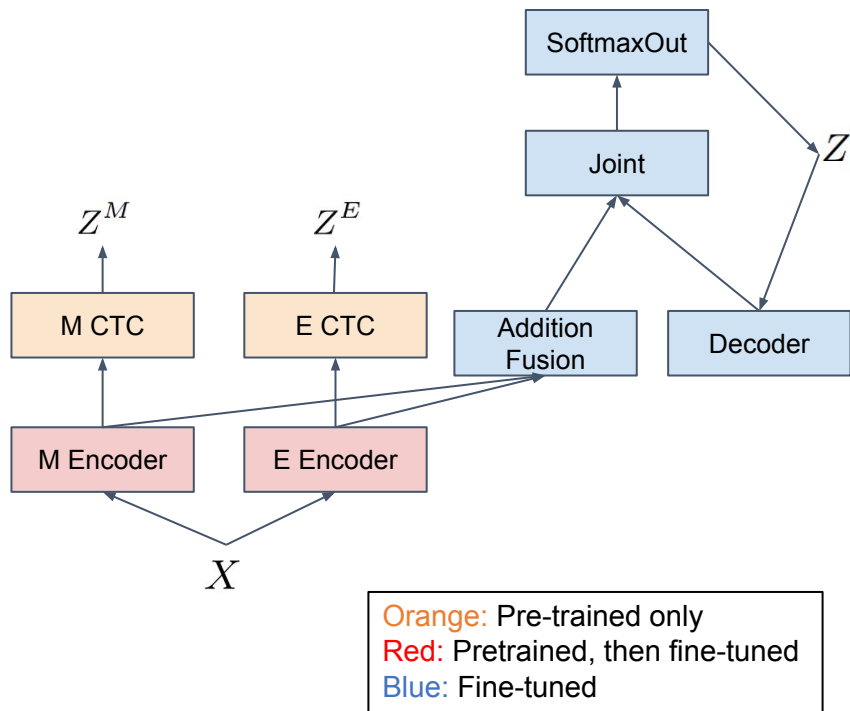 SoftmaxOut
Joint
Z
Z^M
Z^E
M CTC
E CTC
Addition
Fusion
Decoder
M Encoder
E Encoder
X
Orange: Pre-trained only
Red: Pretrained, then fine-tuned
Blue: Fine-tuned